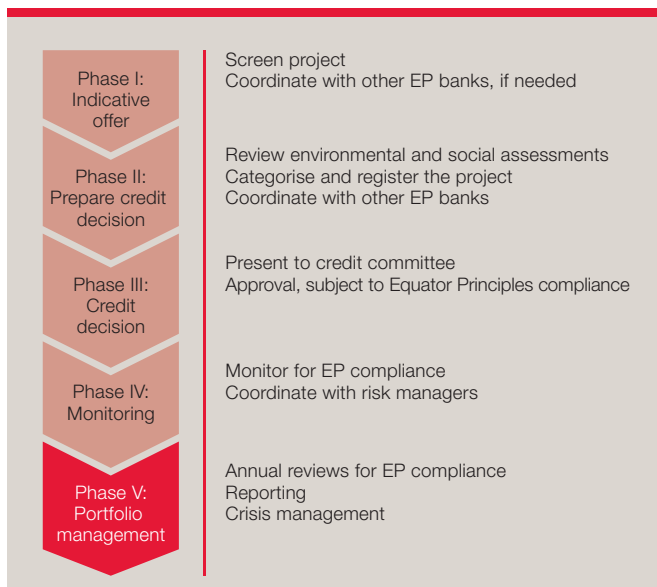 Phase I:
Indicative
offer
Screen project
Coordinate with other EP banks, if needed
Phase II:
Prepare credit
decision
Review environmental and social assessments
Categorise and register the project
Coordinate with other EP banks
Phase III:
Credit
decision
Present to credit committee
Approval, subject to Equator Principles compliance
Phase IV:
Monitoring
Monitor for EP compliance
Coordinate with risk managers
Phase V:
Portfolio
management
Annual reviews for EP compliance
Reporting
Crisis management